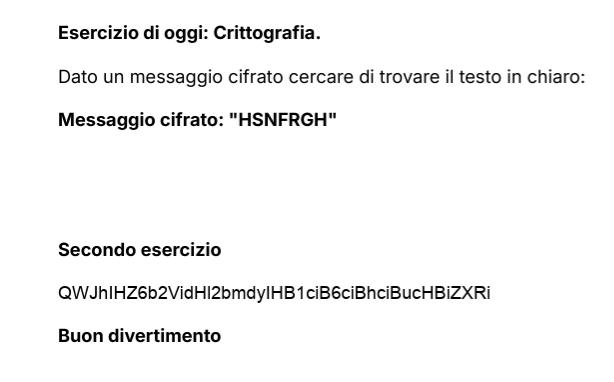 Esercizio di oggi: Crittografia.
Dato un messaggio cifrato cercare di trovare il testo in chiaro:
Messaggio cifrato: "HSNFRGH"
Secondo esercizio
QWJhIHZ6b2VidHl2bmdyIHB1ciB6ciBhciBucHBiZXRi
Buon divertimento